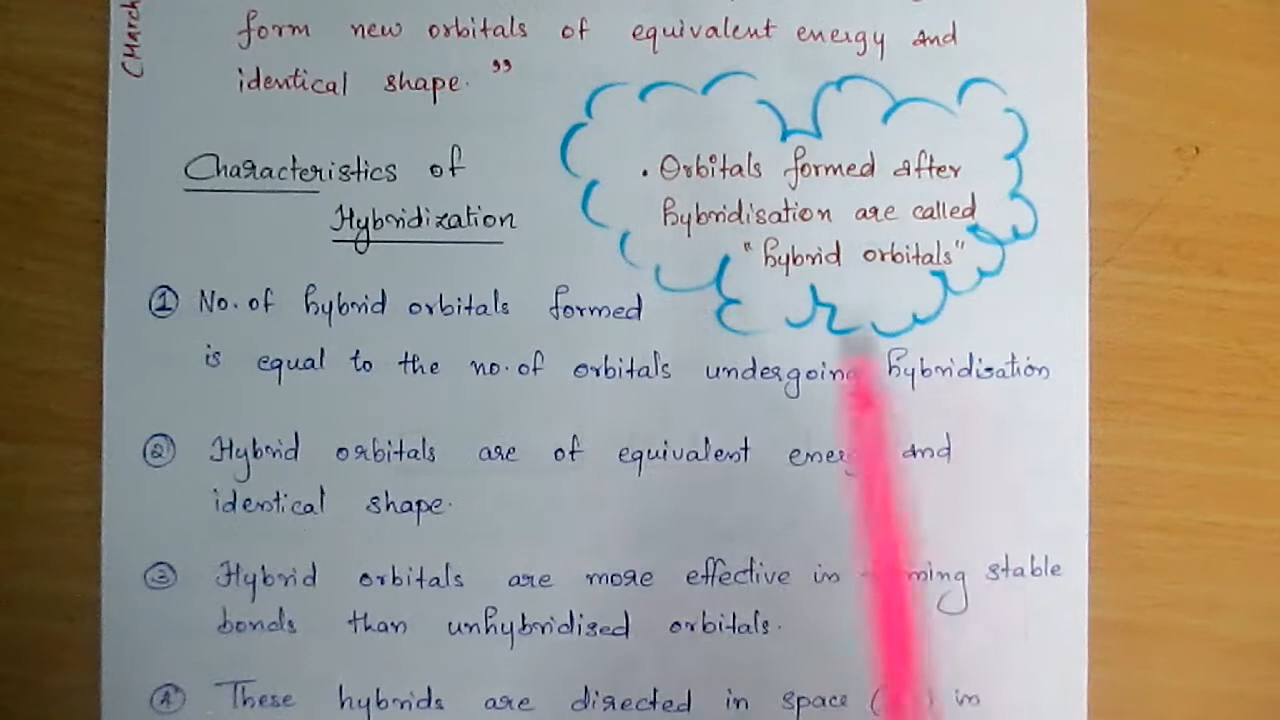 (March
form new orbitals of equivalent energy and
identical shape. ”
Characteristics of
Hybridization
. Orbitals formed after
hybridisation are called
"hybrid orbitals"
① No. of hybrid orbitals formed
is equal to the no. of orbitals undergoing hybridisation
② Hybrid orbitals are of equivalent and
identical shape.
③ Hybrid orbitals are more effective in stable
bonds than unhybridised orbitals.
④ These hybrids are directed in space ( ) in